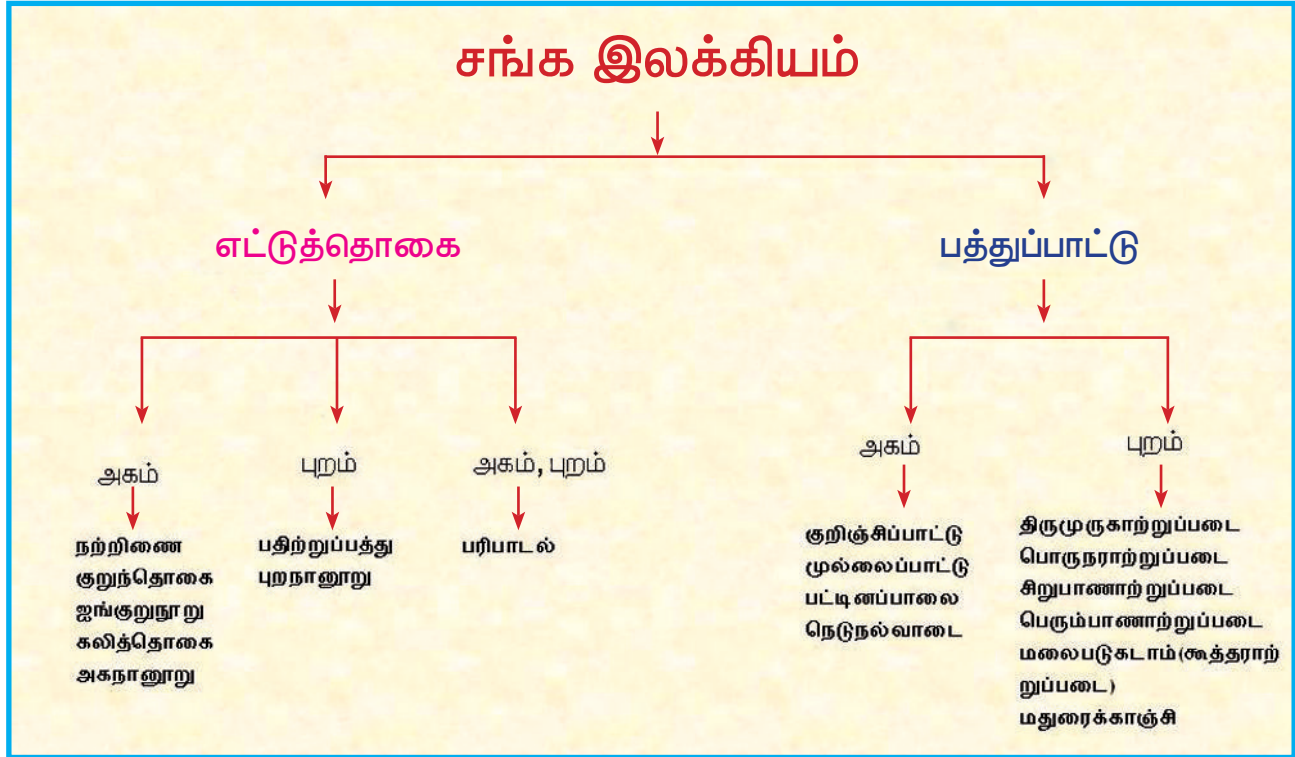 சங்க இலக்கியம்
எட்டுத்தொகை
பத்துப்பாட்டு
அகம்
புறம்
அகம், புறம்
அகம்
புறம்
நற்றிணை
குறுந்தொகை
ஐங்குறுநூறு
கலித்தொகை
அகநானூறு
பதிற்றுப்பத்து
புறநானூறு
பரிபாடல்
குறிஞ்சிப்பாட்டு
முல்லைப்பாட்டு
பட்டினப்பாலை
நெடுநல்வாடை
திருமுருகாற்றுப்படை
பொருநராற்றுப்படை
சிறுபாணாற்றுப்படை
பெரும்பாணாற்றுப்படை
மலைபடுகடாம்(கூத்தராற்
றுப்படை)
மதுரைக்காஞ்சி